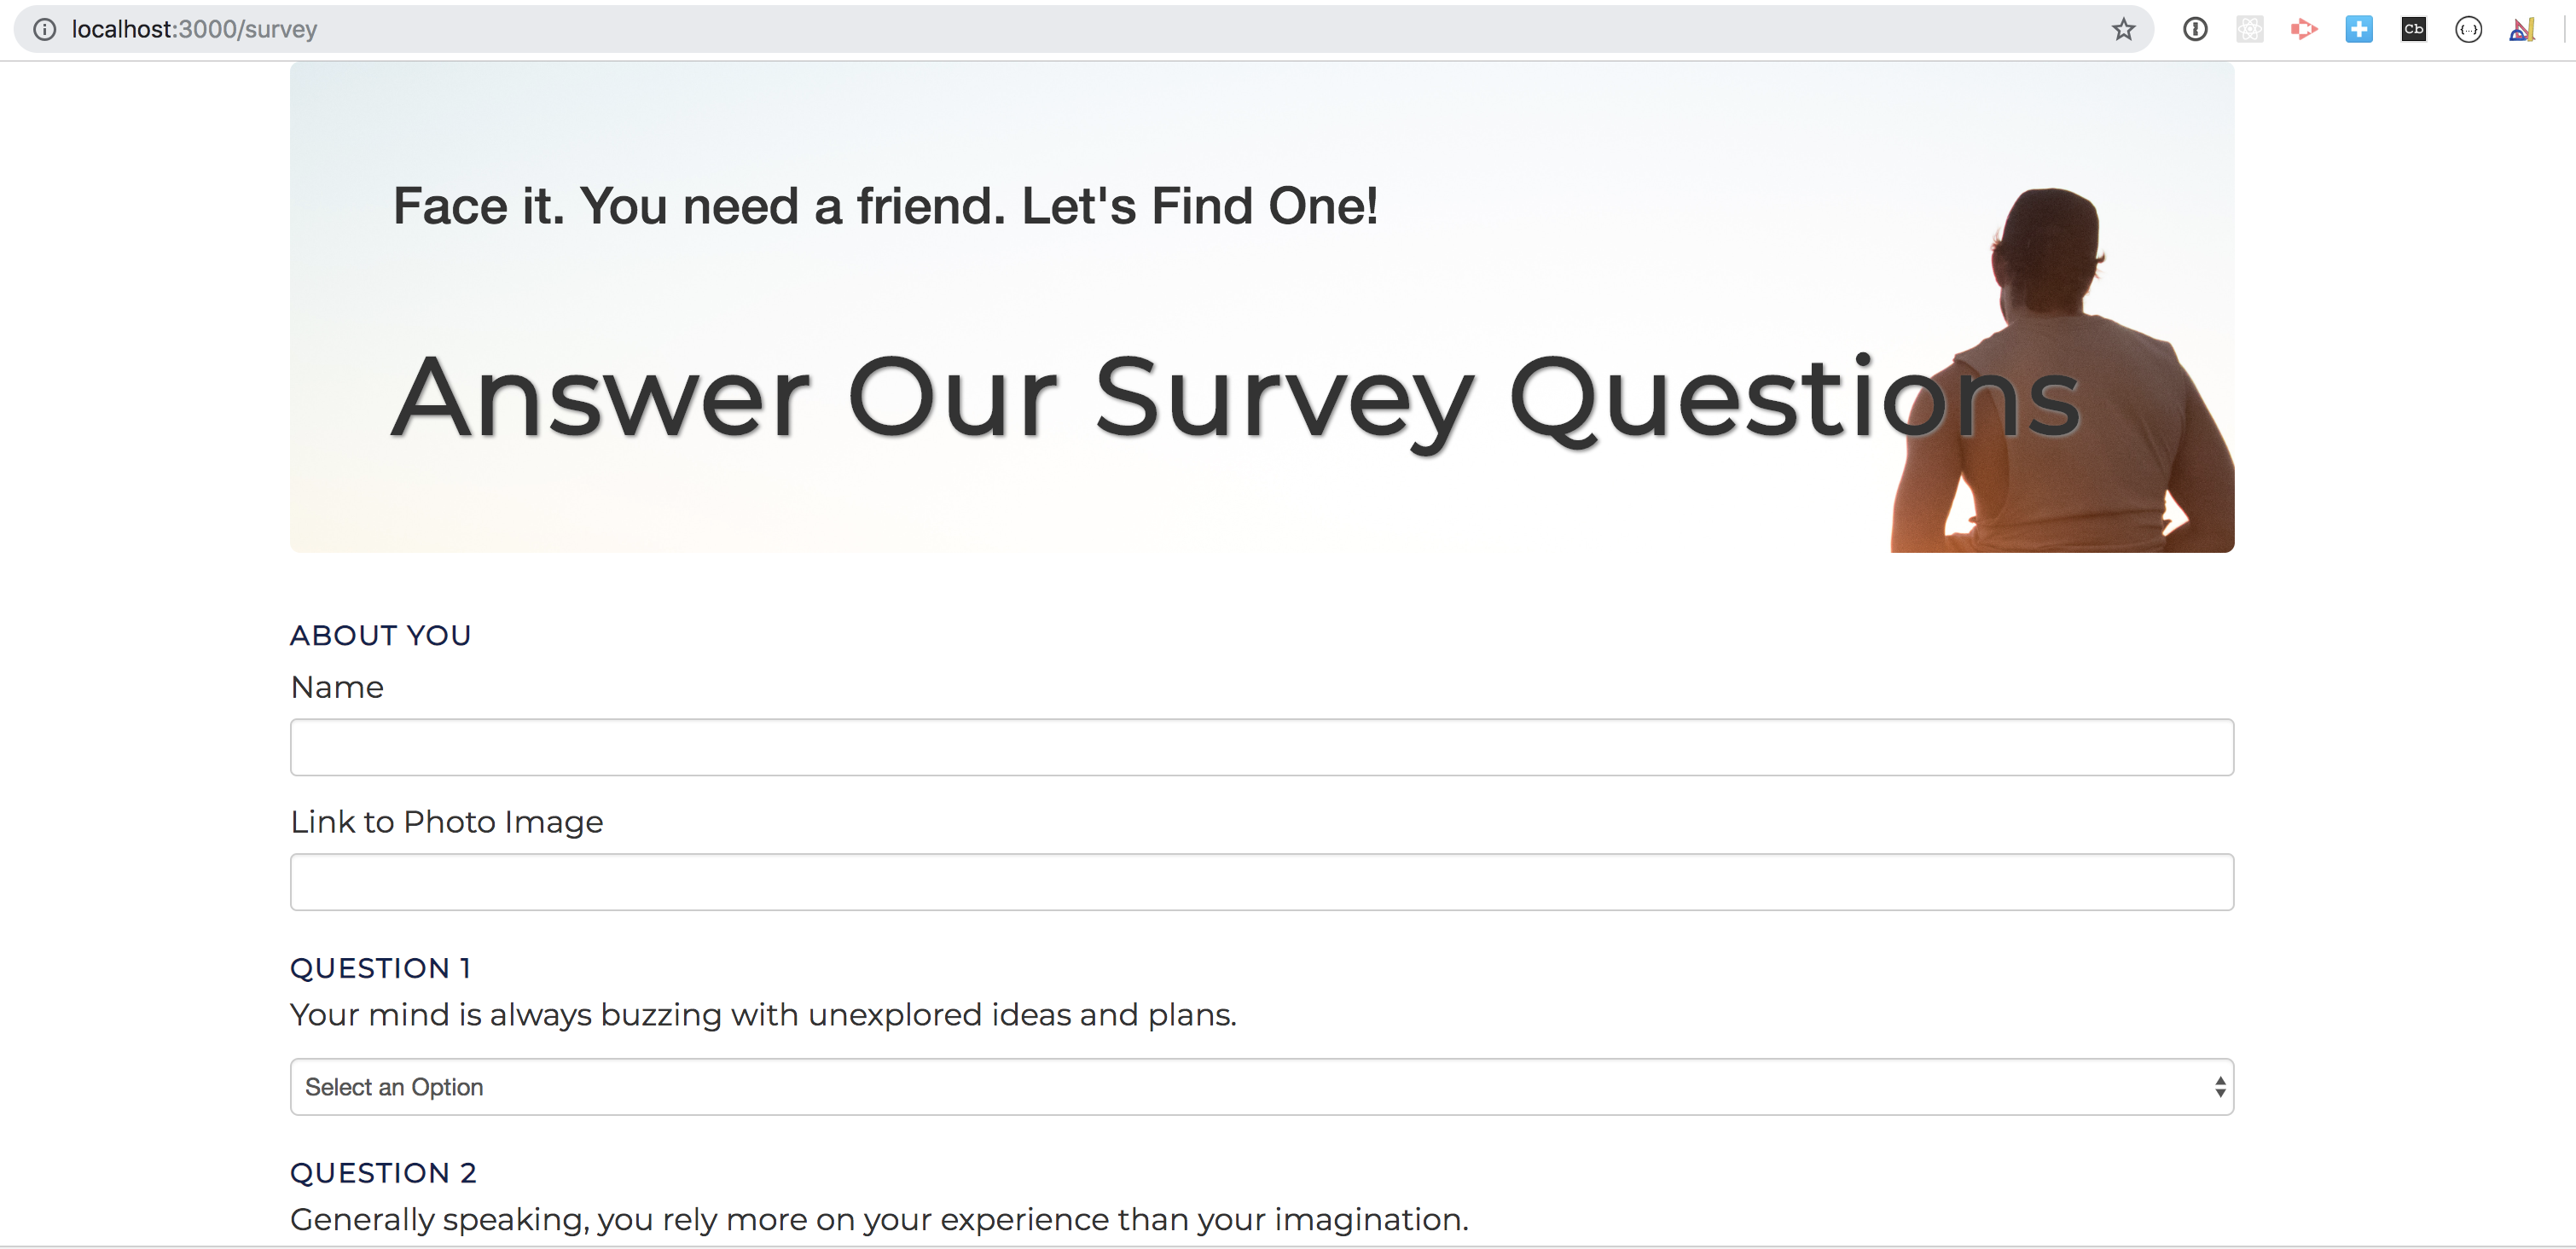 localhost:3000/survey
Cb
Face it. You need a friend. Let's Find One!
Answer Our Survey Questions
ABOUT YOU
Name
Link to Photo Image
QUESTION 1
Your mind is always buzzing with unexplored ideas and plans.
Select an Option
QUESTION 2
Generally speaking, you rely more on your experience than your imagination.